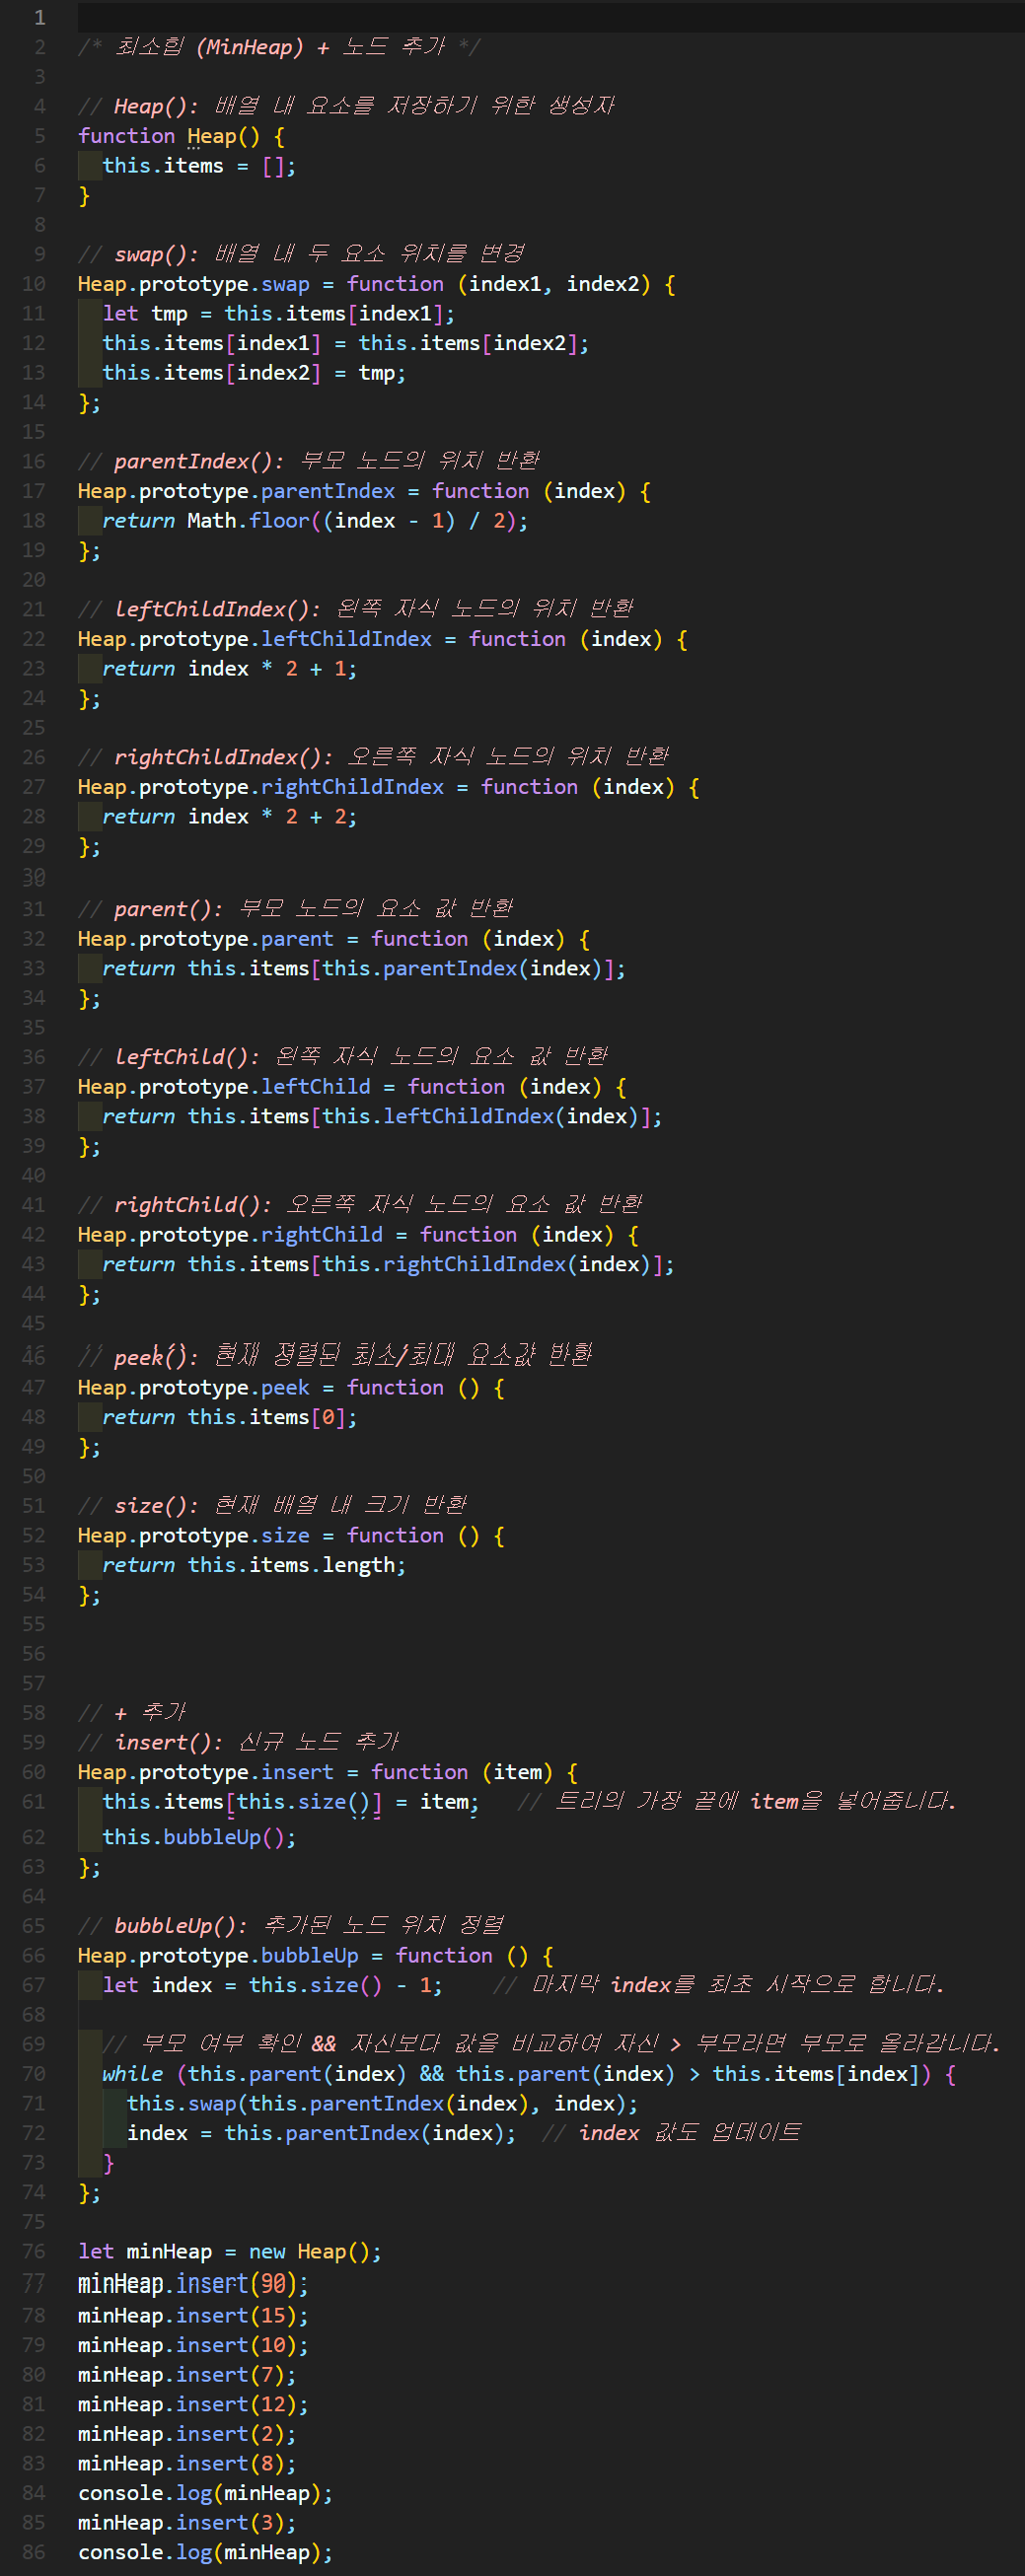 1
2 /* 최소힙 (MinHeap) + 노드 추가 */
3
4 // Heap(): 배열 내 요소를 저장하기 위한 생성자
5 function Heap() {
6   this.items = [];
7 }
8
9 // swap(): 배열 내 두 요소 위치를 변경
10 Heap.prototype.swap = function (index1, index2) {
11   let tmp = this.items[index1];
12   this.items[index1] = this.items[index2];
13   this.items[index2] = tmp;
14 };
15
16 // parentIndex(): 부모 노드의 위치 반환
17 Heap.prototype.parentIndex = function (index) {
18   return Math.floor((index - 1) / 2);
19 };
20
21 // leftChildIndex(): 왼쪽 자식 노드의 위치 반환
22 Heap.prototype.leftChildIndex = function (index) {
23   return index * 2 + 1;
24 };
25
26 // rightChildIndex(): 오른쪽 자식 노드의 위치 반환
27 Heap.prototype.rightChildIndex = function (index) {
28   return index * 2 + 2;
29 };
30
31 // parent(): 부모 노드의 요소 값 반환
32 Heap.prototype.parent = function (index) {
33   return this.items[this.parentIndex(index)];
34 };
35
36 // leftChild(): 왼쪽 자식 노드의 요소 값 반환
37 Heap.prototype.leftChild = function (index) {
38   return this.items[this.leftChildIndex(index)];
39 };
40
41 // rightChild(): 오른쪽 자식 노드의 요소 값 반환
42 Heap.prototype.rightChild = function (index) {
43   return this.items[this.rightChildIndex(index)];
44 };
45
46 // peek(): 현재 정렬된 최소/최대 요소값 반환
47 Heap.prototype.peek = function () {
48   return this.items[0];
49 };
50
51 // size(): 현재 배열 내 크기 반환
52 Heap.prototype.size = function () {
53   return this.items.length;
54 };
55
56
57
58 // + 추가
59 // insert(): 신규 노드 추가
60 Heap.prototype.insert = function (item) {
61   this.items[this.size()] = item;   // 트리의 가장 끝에 item을 넣어줍니다.
62   this.bubbleUp();
63 };
64
65 // bubbleUp(): 추가된 노드 위치 정렬
66 Heap.prototype.bubbleUp = function () {
67   let index = this.size() - 1;    // 마지막 index를 최초 시작으로 합니다.
68
69   // 부모 여부 확인 && 자신보다 값을 비교하여 자신 > 부모라면 부모로 올라갑니다.
70   while (this.parent(index) && this.parent(index) > this.items[index]) {
71     this.swap(this.parentIndex(index), index);
72     index = this.parentIndex(index);  // index 값도 업데이트
73   }
74 };
75
76 let minHeap = new Heap();
77 minHeap.insert(90);
78 minHeap.insert(15);
79 minHeap.insert(10);
80 minHeap.insert(7);
81 minHeap.insert(12);
82 minHeap.insert(2);
83 minHeap.insert(8);
84 console.log(minHeap);
85 minHeap.insert(3);
86 console.log(minHeap);